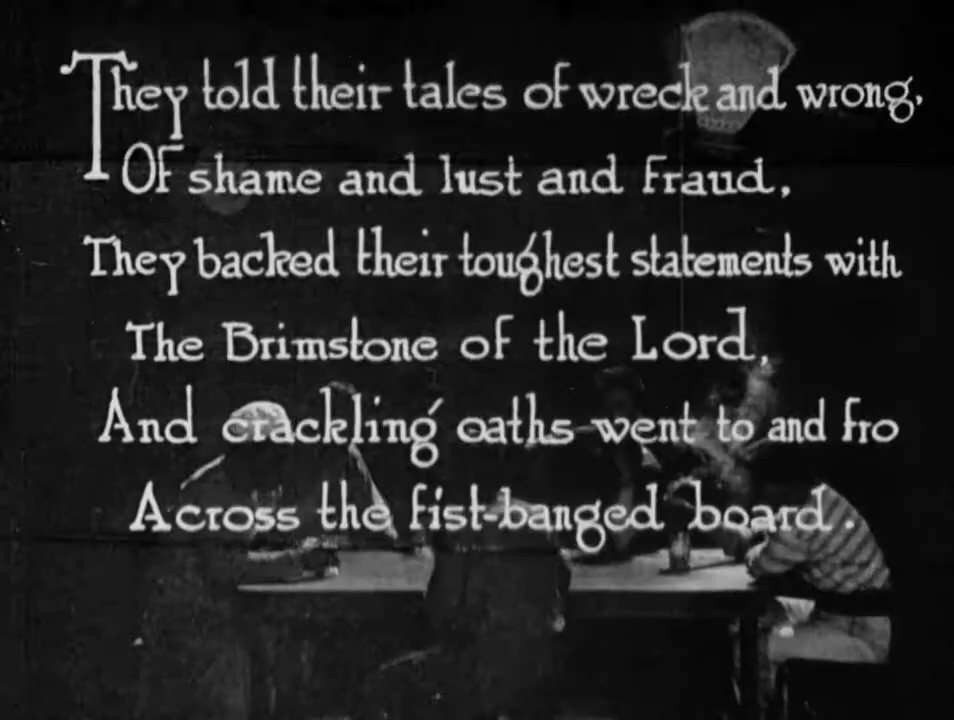 They told their tales of wreck and wrong,
Of shame and lust and fraud,
They backed their toughest statements with
The Brimstone of the Lord,
And crackling oaths went to and fro
Across the fist-banged board.